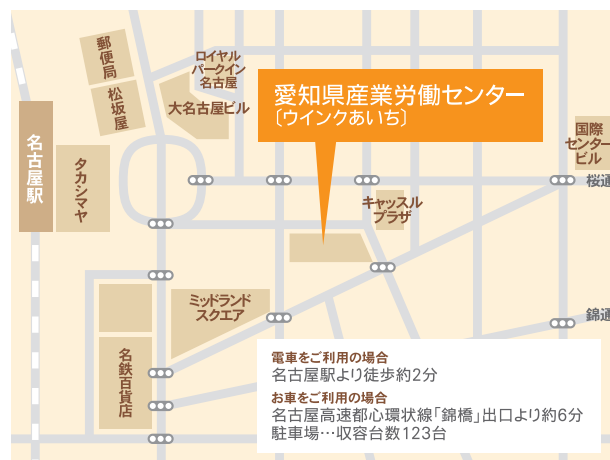 郵便局
松坂屋
ロイヤル
パークイン
名古屋
大名古屋ビル
愛知県産業労働センター
〔ウインクあいち〕
国際
センター
ビル
名古屋駅
タカシマヤ
桜通
キャッスル
プラザ
ミッドランド
スクエア
錦通
名鉄百貨店
電車をご利用の場合
名古屋駅より徒歩約2分
お車をご利用の場合
名古屋高速都心環状線「錦橋」出口より約6分
駐車場…収容台数123台